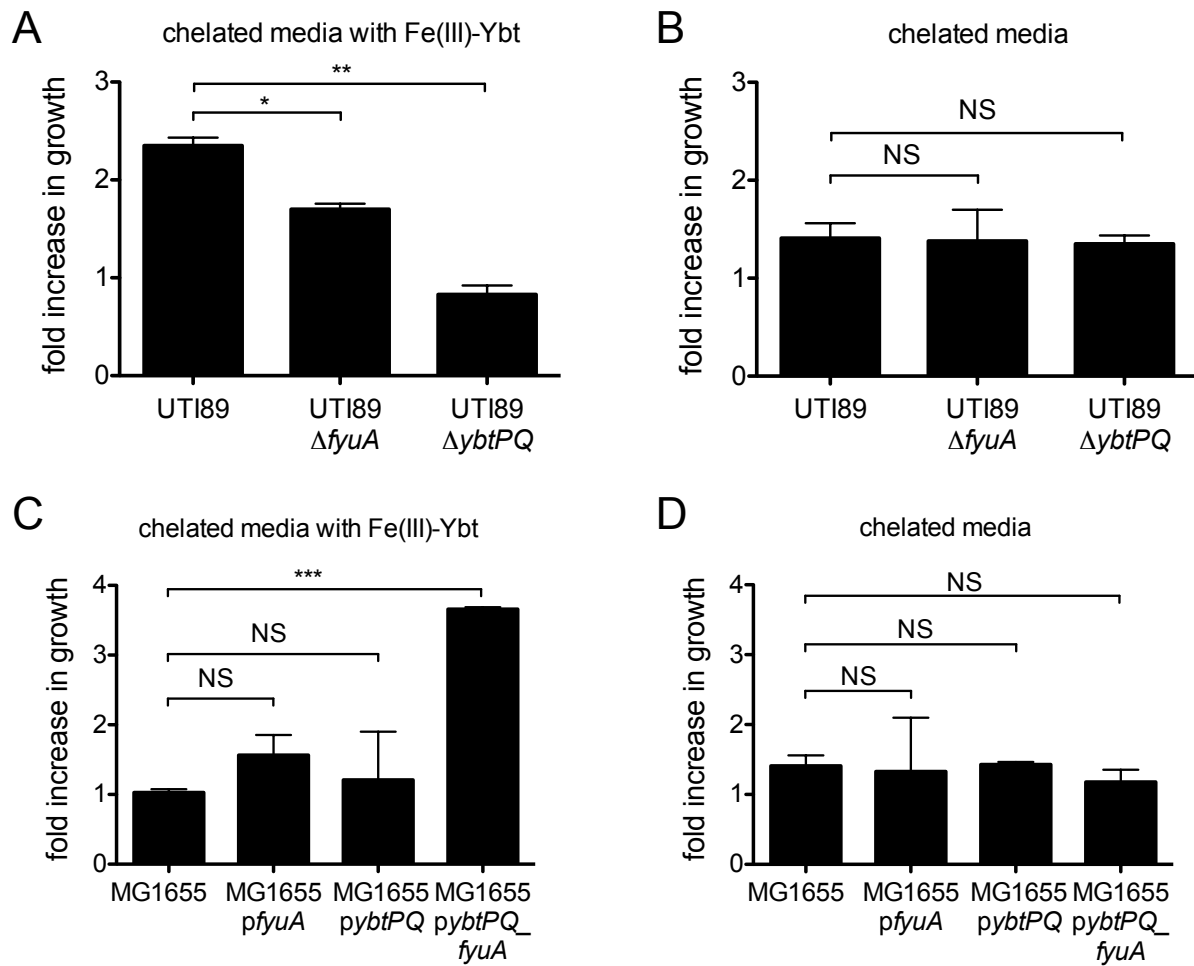 A
chelated media with Fe(III)-Ybt
fold increase in growth
3
2
1
0
**
*
UTI89
UTI89
ΔfyuA
UTI89
ΔybtPQ
B
chelated media
fold increase in growth
3
2
1
0
NS
NS
UTI89
UTI89
ΔfyuA
UTI89
ΔybtPQ
C
chelated media with Fe(III)-Ybt
fold increase in growth
4
3
2
1
0
***
NS
NS
MG1655
MG1655
pfyuA
MG1655
pybtPQ
MG1655
pybtPQ_
fyuA
D
chelated media
fold increase in growth
4
3
2
1
0
NS
NS
NS
MG1655
MG1655
pfyuA
MG1655
pybtPQ
MG1655
pybtPQ_
fyuA